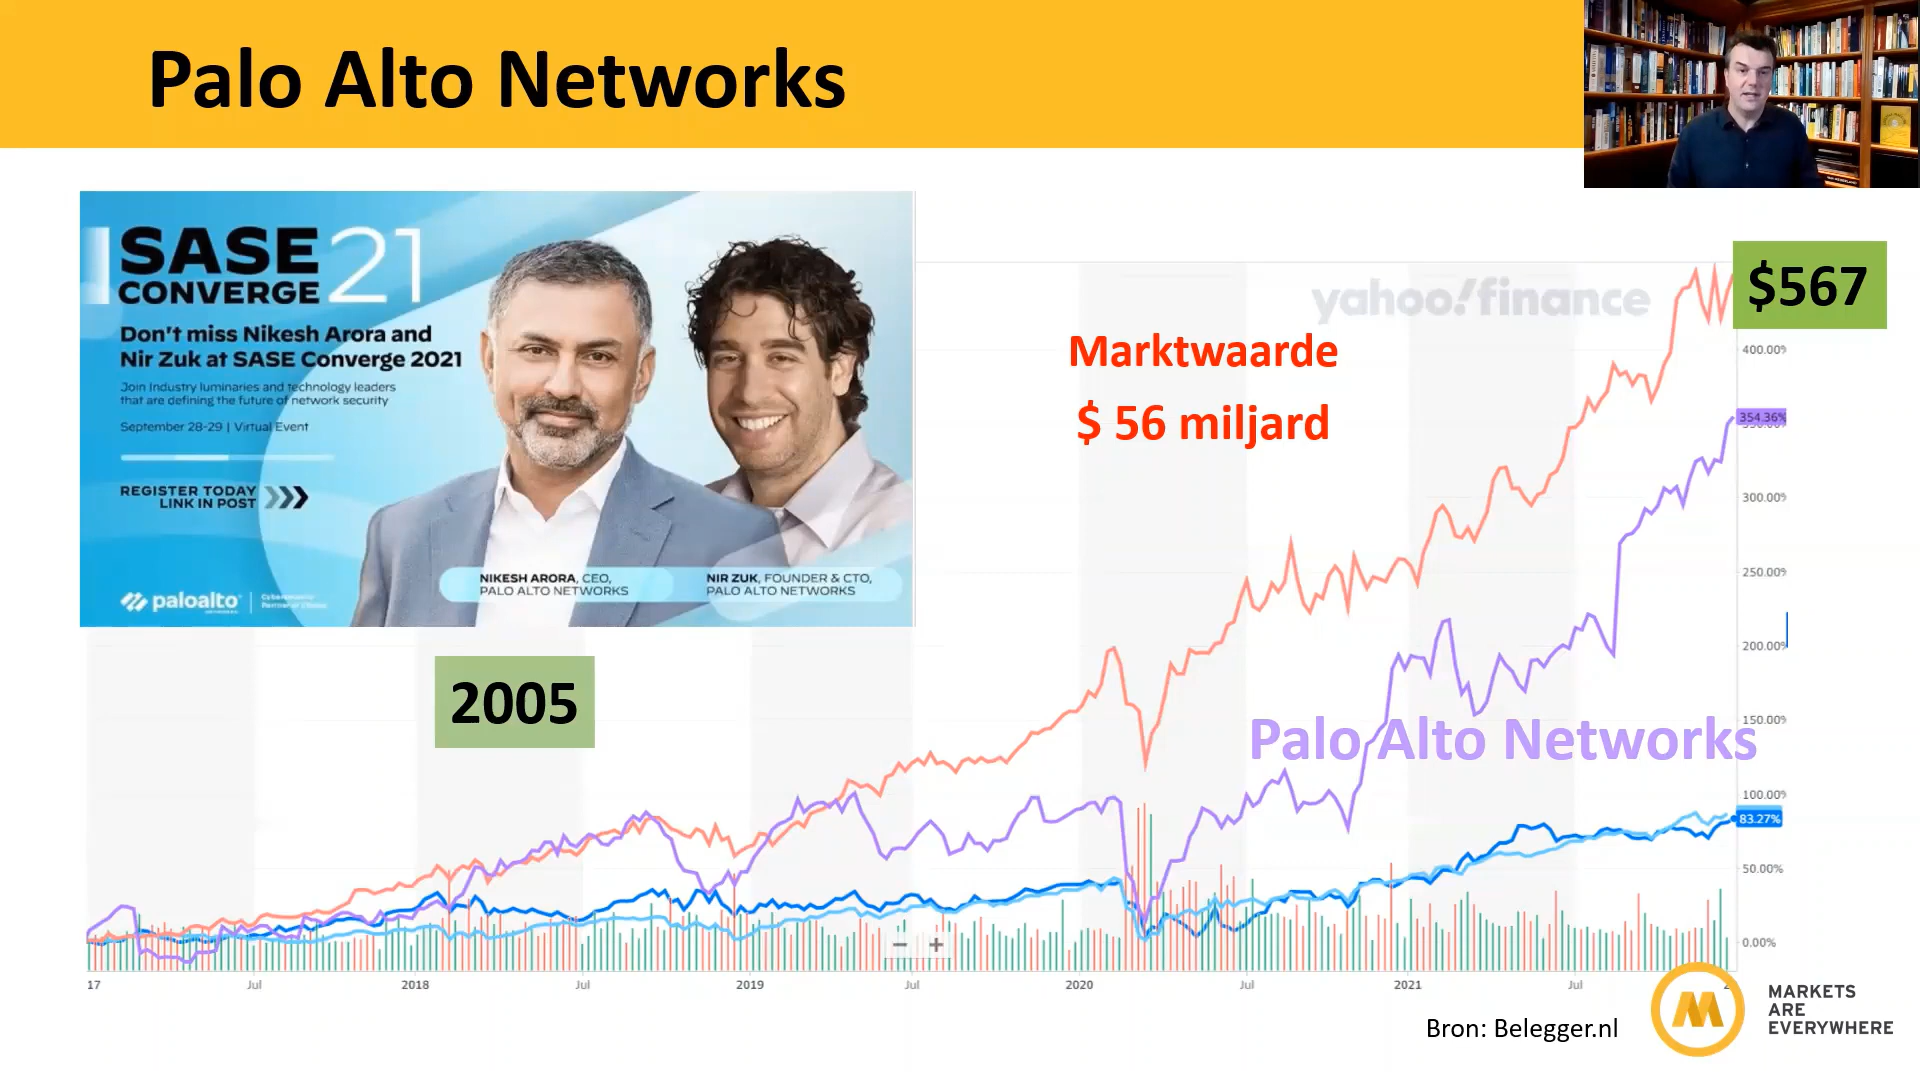 Palo Alto Networks
SASE
CONVERGE 21
Don't miss Nikesh Arora and
Nir Zuk at SASE Converge 2021
Join industry luminaries and technology leaders
that are defining the future of network security
September 28-29 | Virtual Event
REGISTER TODAY
LINK IN POST
NIKESH ARORA, CEO,
PALO ALTO NETWORKS
NIR ZUK, FOUNDER & CTO,
PALO ALTO NETWORKS
paloalto
yahoo!finance
$567
Marktwaarde
$ 56 miljard
400.00%
354.36%
300.00%
250.00%
200.00%
150.00%
100.00%
83.27%
50.00%
0.00%
2005
Palo Alto Networks
17 Jul 2018 Jul 2019 Jul 2020 Jul 2021 Jul
Bron: Belegger.nl
MARKETS
ARE
EVERYWHERE